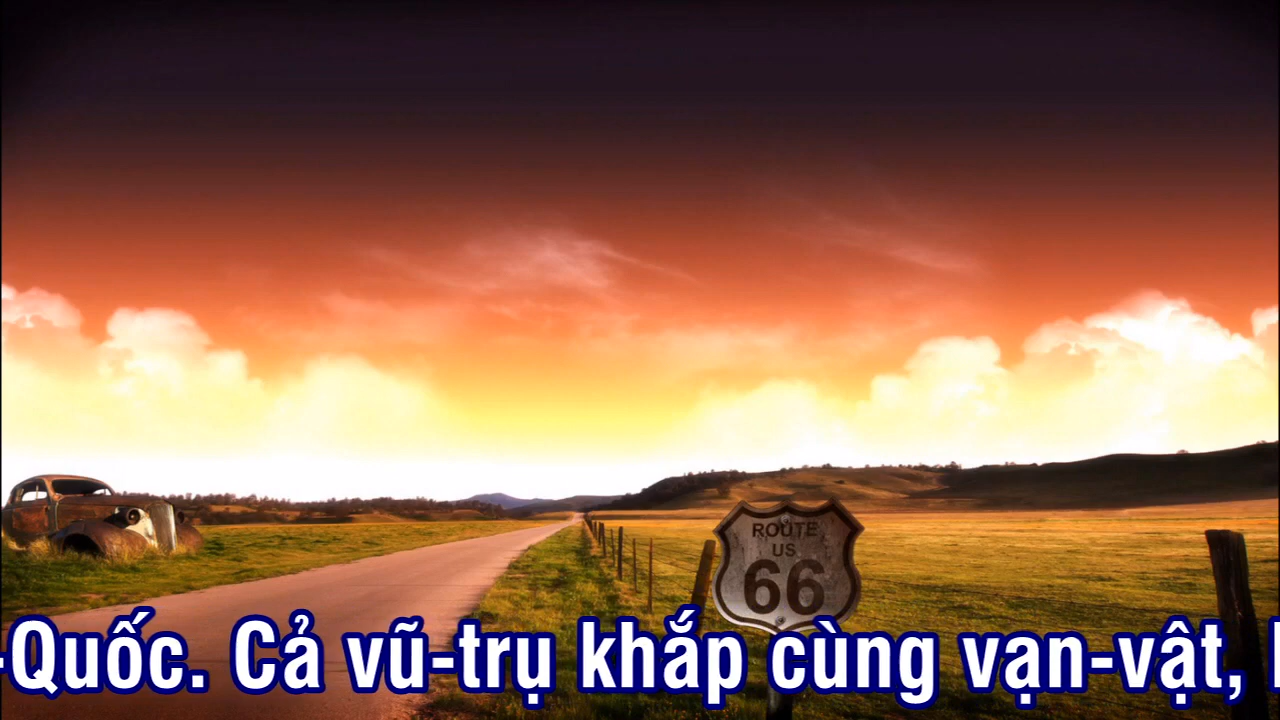 ROUTE
US
66
-Quốc. Cả vũ-trụ khắp cùng vạn-vật,